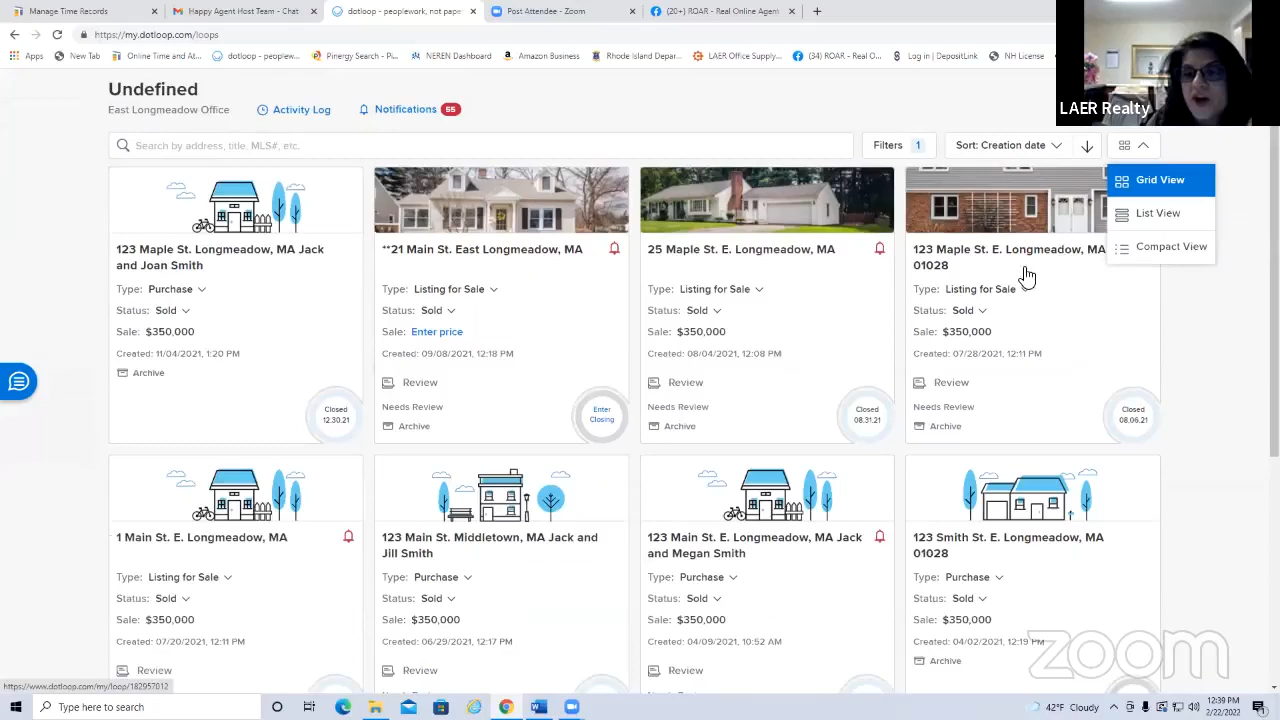 Manage Time Records
Happy Agent Host Team - Chat
dotloop - peoplework, not paper
Post Attendee - Zoom
(20+) ROAR - Real Online Agent
https://my.dotloop.com/loops
Apps
New Tab
Online Time and At...
dotloop - peoplew...
Pinergy Search - Pi...
NEREN Dashboard
Amazon Business
Rhode Island Depar...
LAER Office Supply...
(34) ROAR - Real O...
Log in | DepositLink
NH License
LAER Realty
Undefined
East Longmeadow Office
Activity Log
Notifications 55
Search by address, title, MLS#, etc.
Filters 1
Sort: Creation date
Grid View
List View
Compact View
123 Maple St. Longmeadow, MA Jack
and Joan Smith
Type: Purchase
Status: Sold
Sale: $350,000
Created: 11/04/2021, 1:20 PM
Archive
Closed
12.30.21
**21 Main St. East Longmeadow, MA
Type: Listing for Sale
Status: Sold
Sale: Enter price
Created: 09/08/2021, 12:18 PM
Review
Needs Review
Archive
Enter
Closing
25 Maple St. E. Longmeadow, MA
Type: Listing for Sale
Status: Sold
Sale: $350,000
Created: 08/04/2021, 12:08 PM
Review
Needs Review
Archive
Closed
08.31.21
123 Maple St. E. Longmeadow, MA
01028
Type: Listing for Sale
Status: Sold
Sale: $350,000
Created: 07/28/2021, 12:11 PM
Review
Needs Review
Archive
Closed
08.06.21
1 Main St. E. Longmeadow, MA
Type: Listing for Sale
Status: Sold
Sale: $350,000
Created: 07/20/2021, 12:11 PM
Review
123 Main St. Middletown, MA Jack and
Jill Smith
Type: Purchase
Status: Sold
Sale: $350,000
Created: 06/29/2021, 12:17 PM
Review
123 Main St. E. Longmeadow, MA Jack
and Megan Smith
Type: Purchase
Status: Sold
Sale: $350,000
Created: 04/09/2021, 10:52 AM
Review
123 Smith St. E. Longmeadow, MA
01028
Type: Purchase
Status: Sold
Sale: $350,000
Created: 04/02/2021, 12:19 PM
Archive
zoom
https://www.dotloop.com/my/loop/182957012
Type here to search
42°F Cloudy
12:39 PM
2/22/2022